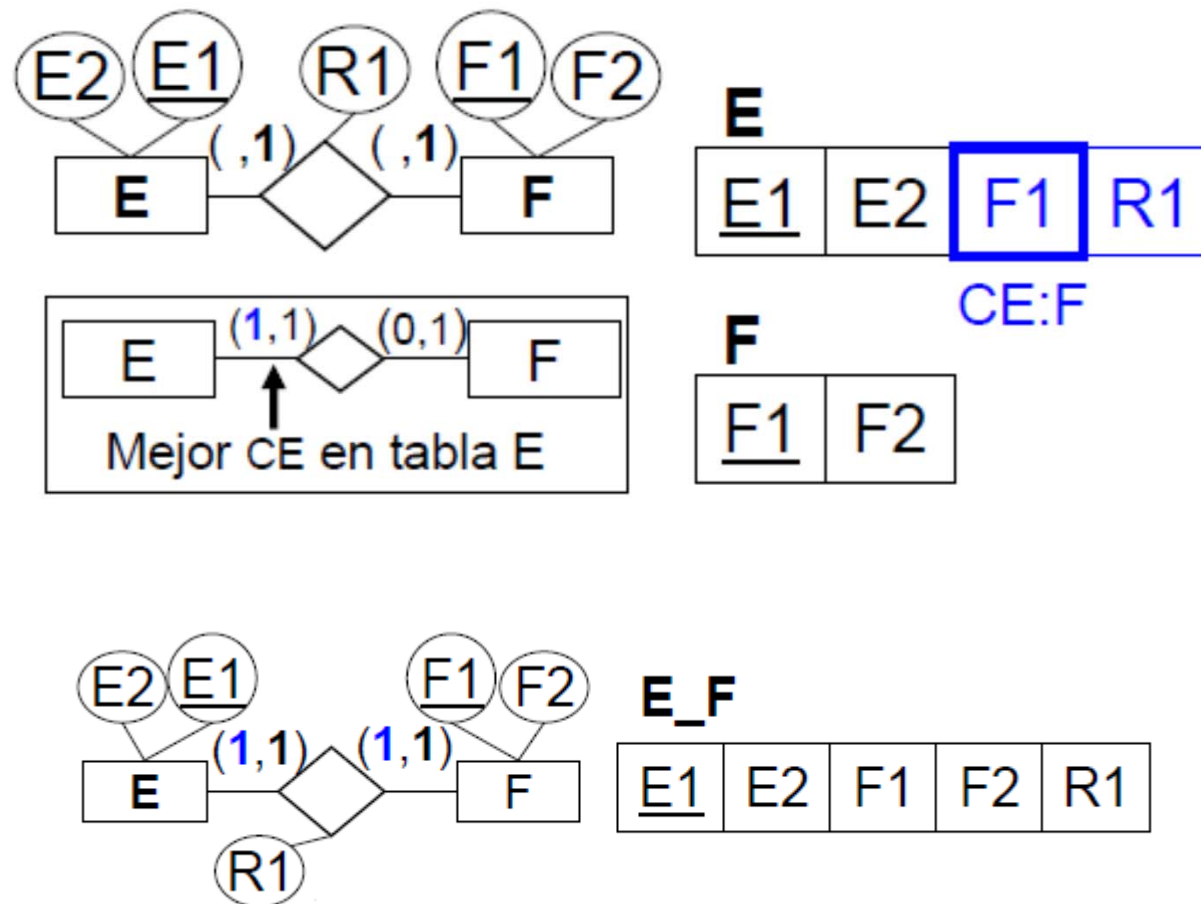 E2 E1 R1 F1 F2
( ,1) ( ,1)
E F
E
E1 E2 F1 R1
CE:F
(1,1) (0,1)
E F
Mejor CE en tabla E
F
F1 F2
E2 E1 F1 F2
(1,1) (1,1)
E F
R1
E_F
E1 E2 F1 F2 R1